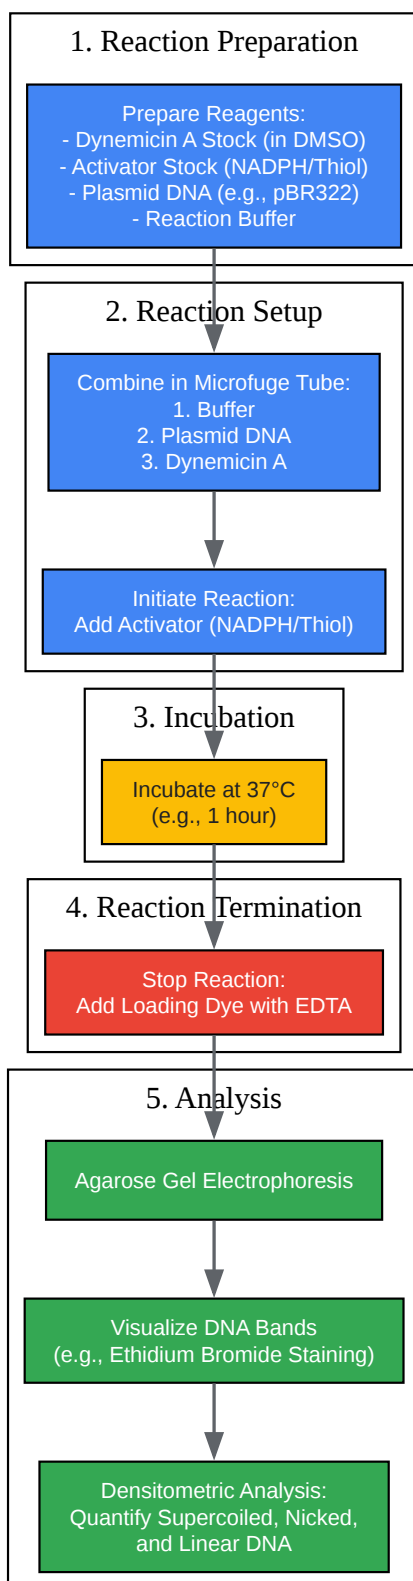 1. Reaction Preparation
Prepare Reagents:
- Dynemicin A Stock (in DMSO)
- Activator Stock (NADPH/Thiol)
- Plasmid DNA (e.g., pBR322)
- Reaction Buffer
2. Reaction Setup
Combine in Microfuge Tube:
1. Buffer
2. Plasmid DNA
3. Dynemicin A
Initiate Reaction:
Add Activator (NADPH/Thiol)
3. Incubation
Incubate at 37°C
(e.g., 1 hour)
4. Reaction Termination
Stop Reaction:
Add Loading Dye with EDTA
5. Analysis
Agarose Gel Electrophoresis
Visualize DNA Bands
(e.g., Ethidium Bromide Staining)
Densitometric Analysis:
Quantify Supercoiled, Nicked,
and Linear DNA